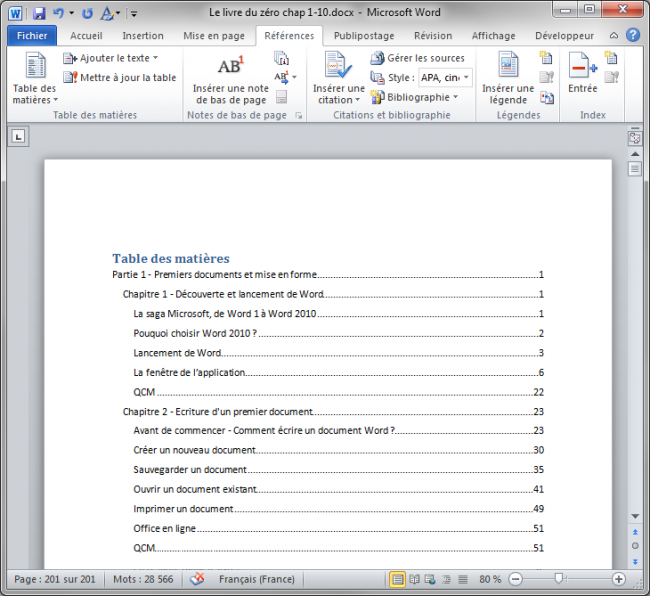 Le livre du zéro chap 1-10.docx - Microsoft Word
Fichier Accueil Insertion Mise en page Références Publipostage Révision Affichage Développeur
Table des matières
Ajouter le texte
Mettre à jour la table
Table des matières
AB1
Insérer une note de bas de page
AB
Notes de bas de page
Insérer une citation
Gérer les sources
Style : APA, cin
Bibliographie
Citations et bibliographie
Insérer une légende
Légendes
Entrée
Index
Table des matières
Partie 1 - Premiers documents et mise en forme 1
Chapitre 1 - Découverte et lancement de Word 1
La saga Microsoft, de Word 1 à Word 2010 1
Pouquoi choisir Word 2010 ? 2
Lancement de Word 3
La fenêtre de l'application 6
QCM 22
Chapitre 2 - Ecriture d'un premier document 23
Avant de commencer - Comment écrire un document Word ? 23
Créer un nouveau document 30
Sauvegarder un document 35
Ouvrir un document existant 41
Imprimer un document 49
Office en ligne 51
QCM 51
Page : 201 sur 201 Mots : 28 566 Français (France) 80 %